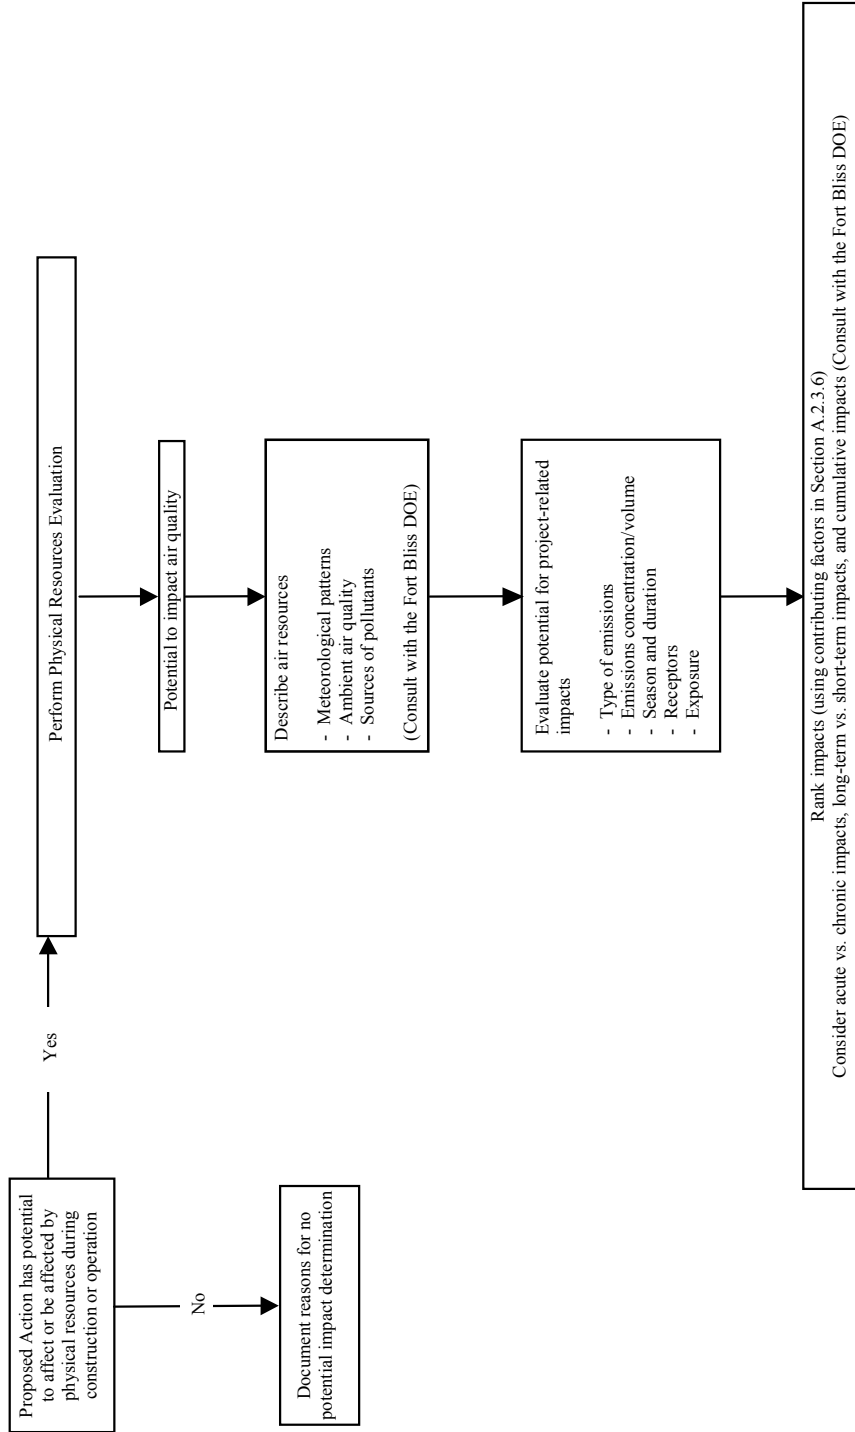 Proposed Action has potential
to affect or be affected by
physical resources during
construction or operation
Yes
No
Document reasons for no
potential impact determination
Perform Physical Resources Evaluation
Potential to impact air quality
Describe air resources
- Meteorological patterns
- Ambient air quality
- Sources of pollutants
(Consult with the Fort Bliss DOE)
Evaluate potential for project-related
impacts
- Type of emissions
- Emissions concentration/volume
- Season and duration
- Receptors
- Exposure
Rank impacts (using contributing factors in Section A.2.3.6)
Consider acute vs. chronic impacts, long-term vs. short-term impacts, and cumulative impacts (Consult with the Fort Bliss DOE)